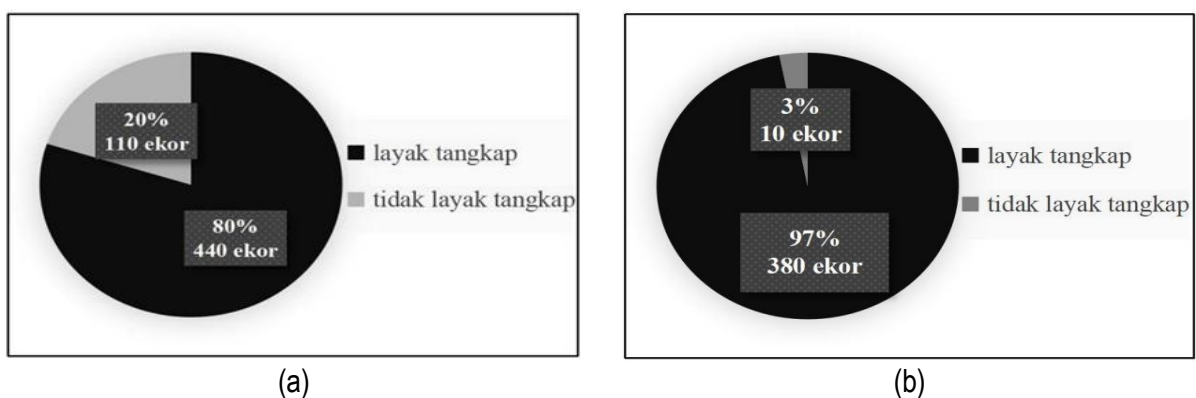 20%
110 ekor
80%
440 ekor
layak tangkap
tidak layak tangkap
(a)
3%
10 ekor
97%
380 ekor
layak tangkap
tidak layak tangkap
(b)